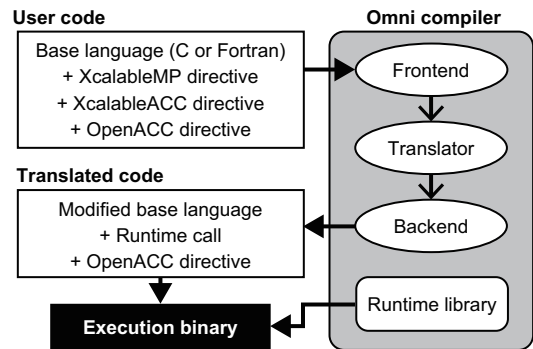 User code
Base language (C or Fortran)
+ XcalableMP directive
+ XcalableACC directive
+ OpenACC directive
Translated code
Modified base language
+ Runtime call
+ OpenACC directive
Execution binary
Omni compiler
Frontend
Translator
Backend
Runtime library